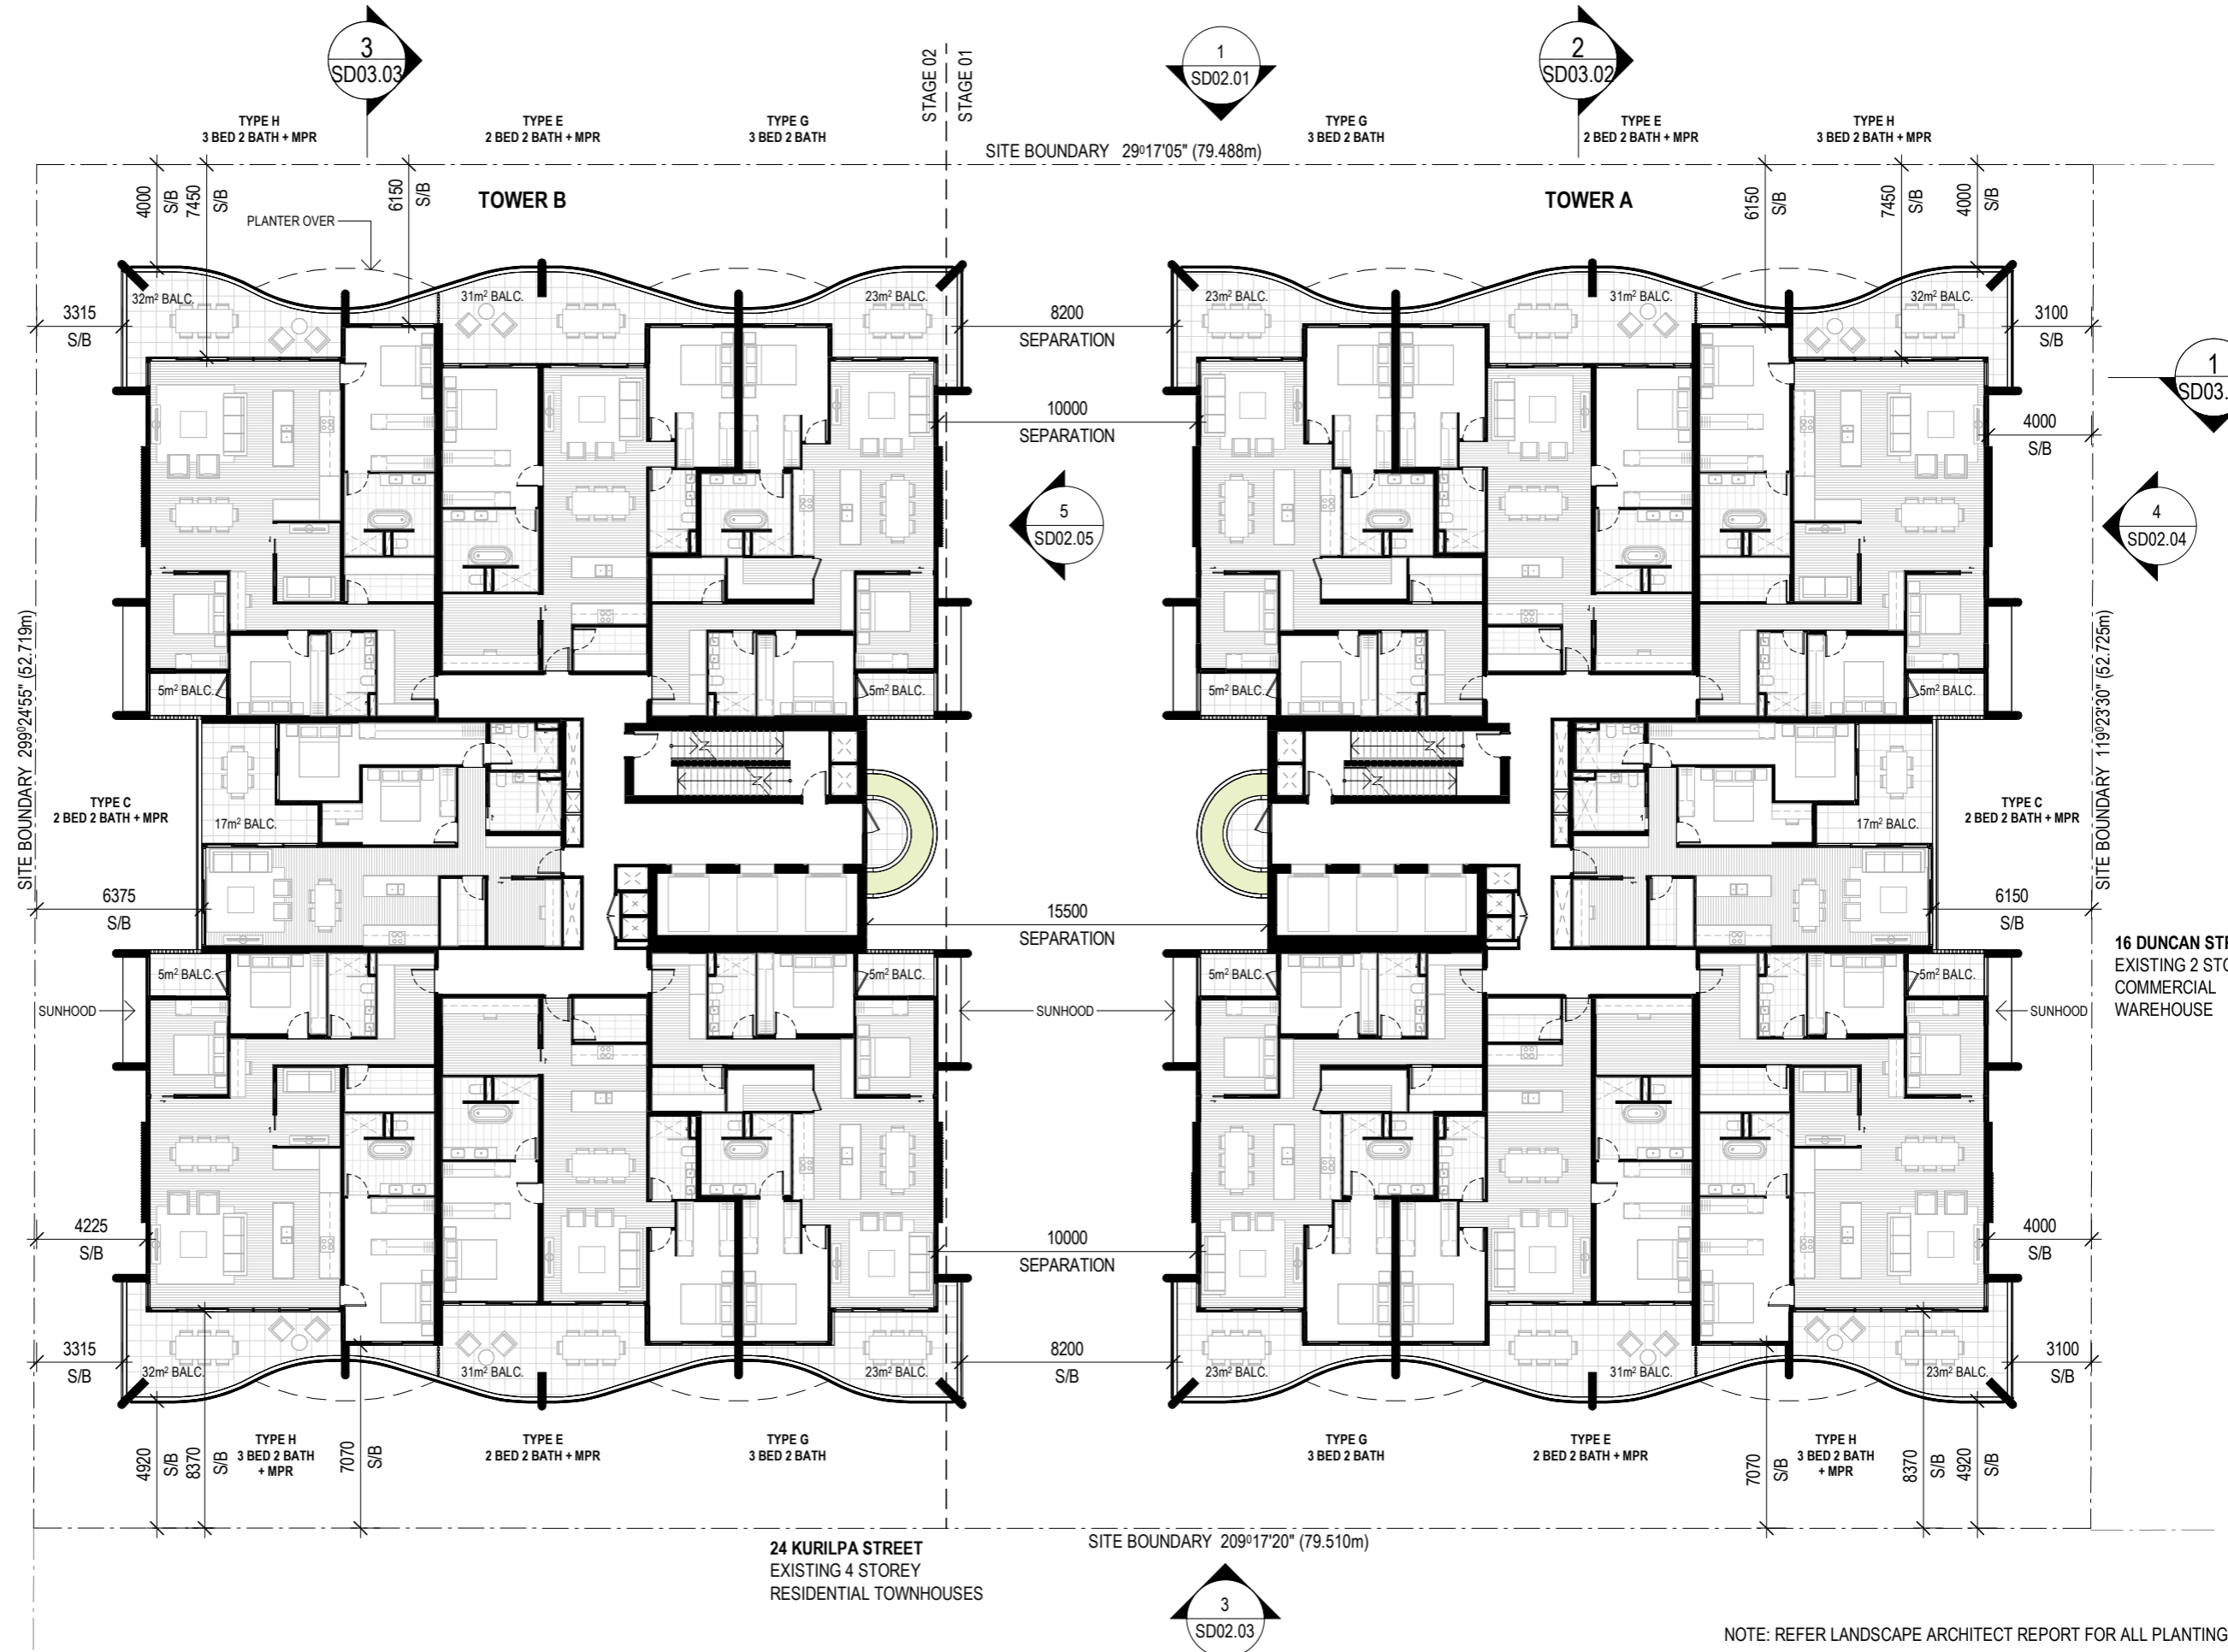 3
SD03.03
STAGE 02
STAGE 01
1
SD02.01
2
SD03.02
TYPE H
3 BED 2 BATH + MPR
TYPE E
2 BED 2 BATH + MPR
TYPE G
3 BED 2 BATH
TYPE G
3 BED 2 BATH
TYPE E
2 BED 2 BATH + MPR
TYPE H
3 BED 2 BATH + MPR
SITE BOUNDARY 29⁰17'05" (79.488m)
4000
S/B
7450
S/B
6150
S/B
TOWER B
TOWER A
6150
S/B
7450
S/B
4000
S/B
PLANTER OVER
32m² BALC.
31m² BALC.
23m² BALC.
23m² BALC.
31m² BALC.
32m² BALC.
3315
S/B
8200
SEPARATION
3100
S/B
1
SD03.
10000
SEPARATION
4000
S/B
5
SD02.05
4
SD02.04
SITE BOUNDARY 299⁰24'55" (52.719m)
SITE BOUNDARY 119⁰23'30" (52.725m)
5m² BALC.
5m² BALC.
5m² BALC.
5m² BALC.
TYPE C
2 BED 2 BATH + MPR
17m² BALC.
17m² BALC.
TYPE C
2 BED 2 BATH + MPR
6375
S/B
15500
SEPARATION
6150
S/B
16 DUNCAN STR
EXISTING 2 STO
COMMERCIAL
WAREHOUSE
5m² BALC.
5m² BALC.
5m² BALC.
5m² BALC.
SUNHOOD
SUNHOOD
SUNHOOD
4225
S/B
10000
SEPARATION
4000
S/B
3315
S/B
8200
S/B
3100
S/B
32m² BALC.
31m² BALC.
23m² BALC.
23m² BALC.
31m² BALC.
23m² BALC.
4920
S/B
8370
S/B
TYPE H
3 BED 2 BATH
+ MPR
7070
S/B
TYPE E
2 BED 2 BATH + MPR
TYPE G
3 BED 2 BATH
TYPE G
3 BED 2 BATH
TYPE E
2 BED 2 BATH + MPR
7070
S/B
TYPE H
3 BED 2 BATH
+ MPR
8370
S/B
4920
S/B
SITE BOUNDARY 209⁰17'20" (79.510m)
24 KURILPA STREET
EXISTING 4 STOREY
RESIDENTIAL TOWNHOUSES
3
SD02.03
NOTE: REFER LANDSCAPE ARCHITECT REPORT FOR ALL PLANTING